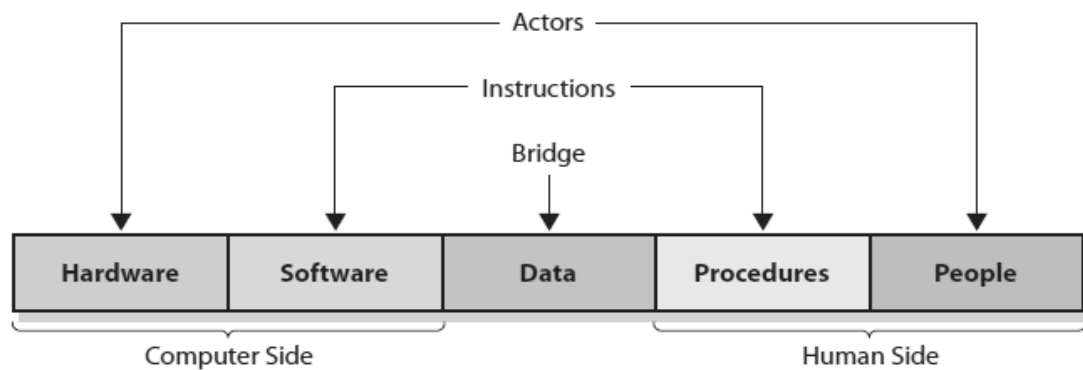 Actors
Instructions
Bridge
Hardware Software Data Procedures People
Computer Side Human Side